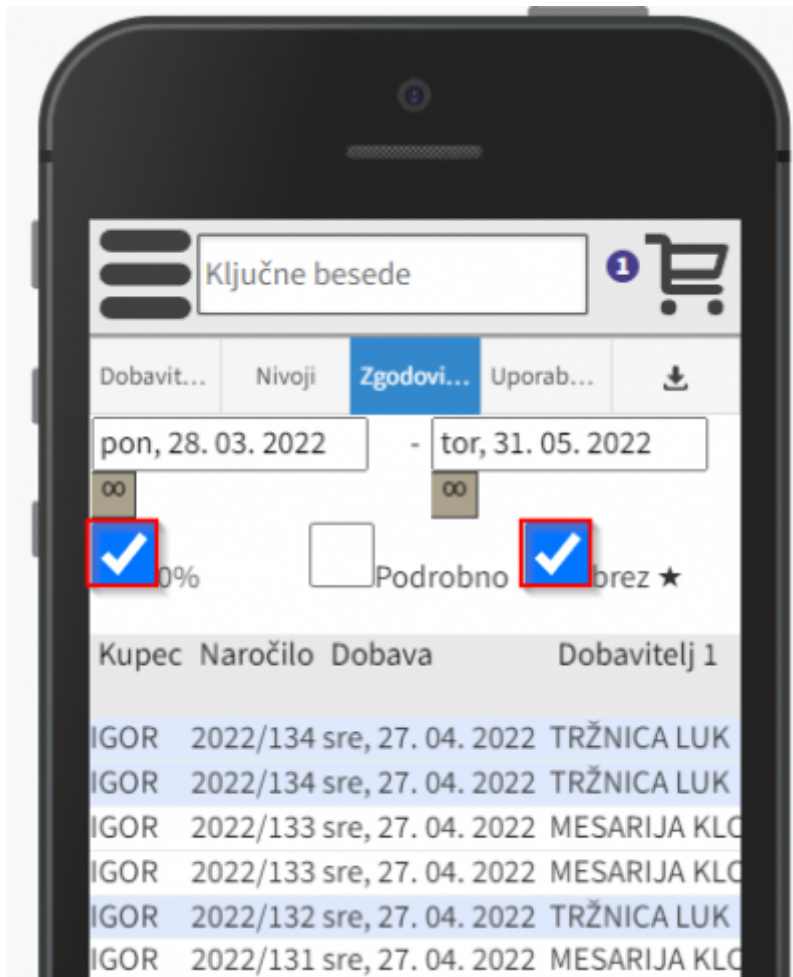 Ključne besede
1
Dobavit... Nivoji Zgodovi... Uporab...
pon, 28. 03. 2022 - tor, 31. 05. 2022
∞ ∞
0% Podrobno brez ★
Kupec Naročilo Dobava Dobavitelj 1
IGOR 2022/134 sre, 27. 04. 2022 TRŽNICA LUK
IGOR 2022/134 sre, 27. 04. 2022 TRŽNICA LUK
IGOR 2022/133 sre, 27. 04. 2022 MESARIJA KLO
IGOR 2022/133 sre, 27. 04. 2022 MESARIJA KLO
IGOR 2022/132 sre, 27. 04. 2022 TRŽNICA LUK
IGOR 2022/131 sre, 27. 04. 2022 MESARIJA KLO